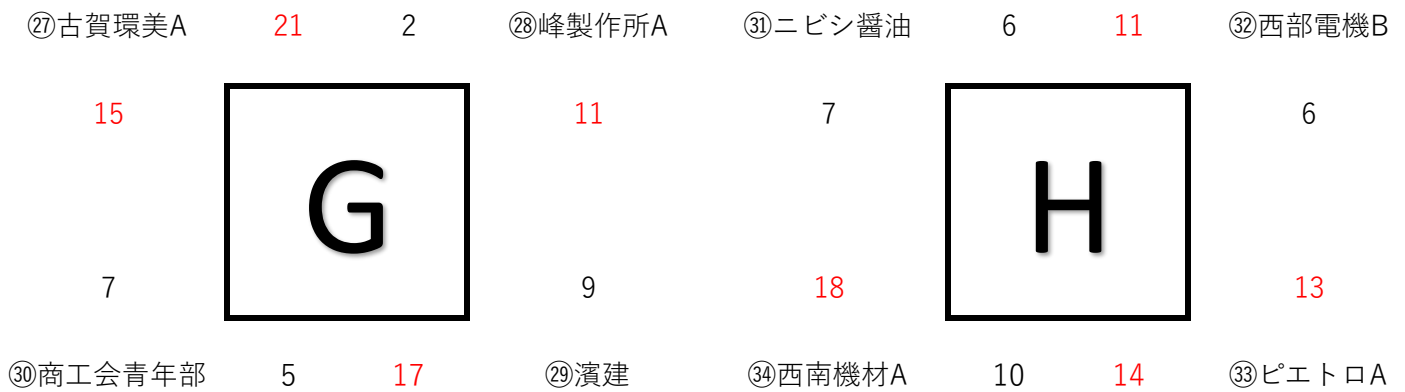 ㉗古賀環美A 21 2 ㉘峰製作所A ㉛ニビシ醤油 6 11 ㉜西部電機B
15 11 7 6
G H
7 9 18 13
㉚商工会青年部 5 17 ㉙濱建 ㉞西南機材A 10 14 ㉝ピエトロA